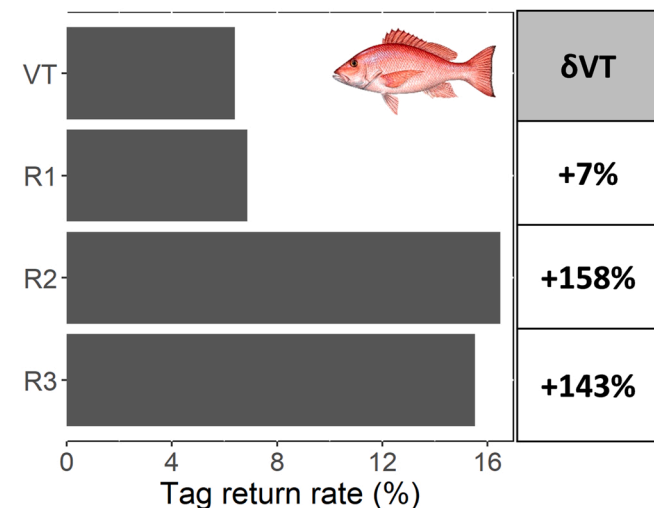 VT
δVT
R1
+7%
R2
+158%
R3
+143%
0 4 8 12 16
Tag return rate (%)